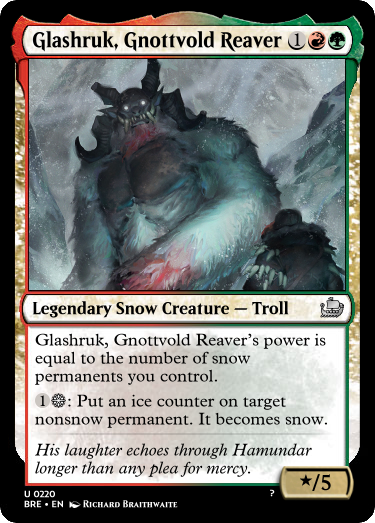 Glashruk, Gnottvold Reaver 1
Legendary Snow Creature — Troll
Glashruk, Gnottvold Reaver's power is
equal to the number of snow
permanents you control.
1 : Put an ice counter on target
nonsnow permanent. It becomes snow.
His laughter echoes through Hamundar
longer than any plea for mercy.
★/5
U 0220
BRE • EN Richard Braithwaite
?